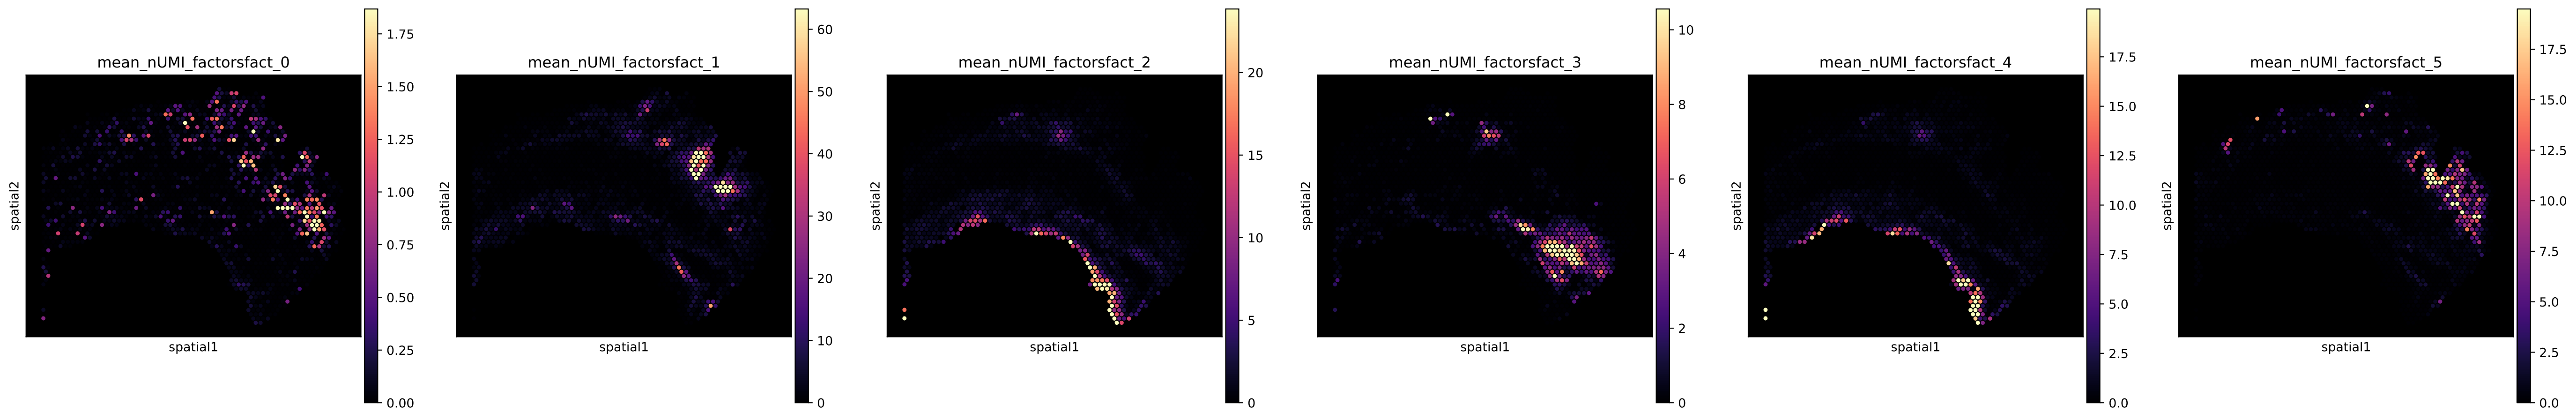 mean_nUMI_factorsfact_0
spatial2
spatial1
1.75
1.50
1.25
1.00
0.75
0.50
0.25
0.00
mean_nUMI_factorsfact_1
spatial2
spatial1
60
50
40
30
20
10
0
mean_nUMI_factorsfact_2
spatial2
spatial1
20
15
10
5
0
mean_nUMI_factorsfact_3
spatial2
spatial1
10
8
6
4
2
0
mean_nUMI_factorsfact_4
spatial2
spatial1
17.5
15.0
12.5
10.0
7.5
5.0
2.5
0.0
mean_nUMI_factorsfact_5
spatial2
spatial1
17.5
15.0
12.5
10.0
7.5
5.0
2.5
0.0